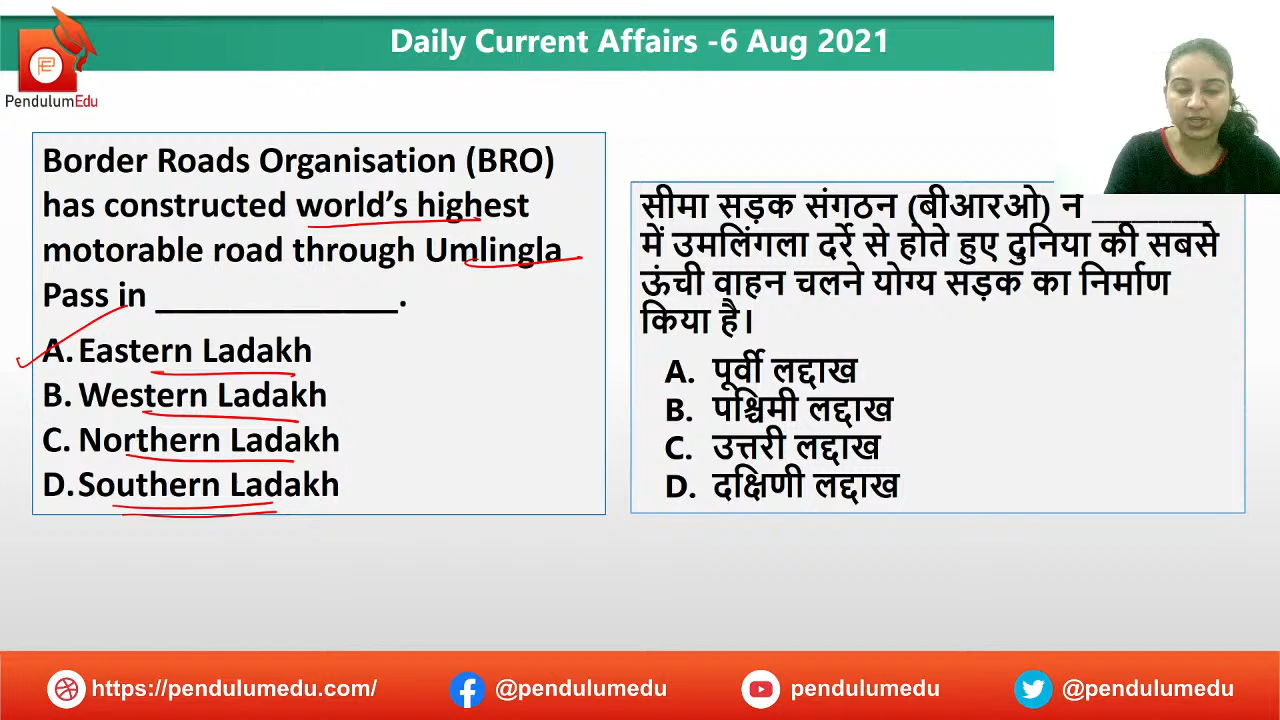 Daily Current Affairs -6 Aug 2021
PendulumEdu
Border Roads Organisation (BRO)
has constructed world's highest
motorable road through Umlingla
Pass in ______________.
A. Eastern Ladakh
B. Western Ladakh
C. Northern Ladakh
D. Southern Ladakh
सीमा सड़क संगठन (बीआरओ) न ________
में उमलिंगला दर्रे से होते हुए दुनिया की सबसे
ऊंची वाहन चलने योग्य सड़क का निर्माण
किया है।
A. पूर्वी लद्दाख
B. पश्चिमी लद्दाख
C. उत्तरी लद्दाख
D. दक्षिणी लद्दाख
https://pendulumedu.com/
@pendulumedu
pendulumedu
@pendulumedu